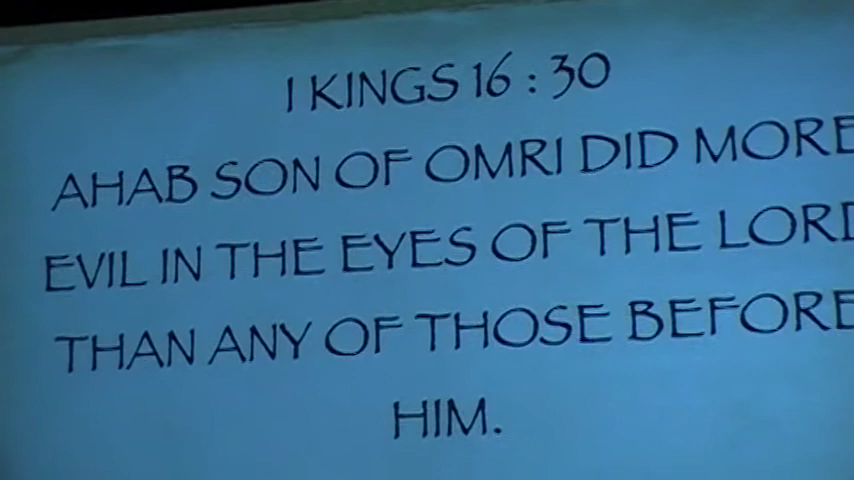 I KINGS 16 : 30
AHAB SON OF OMRI DID MORE
EVIL IN THE EYES OF THE LORD
THAN ANY OF THOSE BEFORE
HIM.